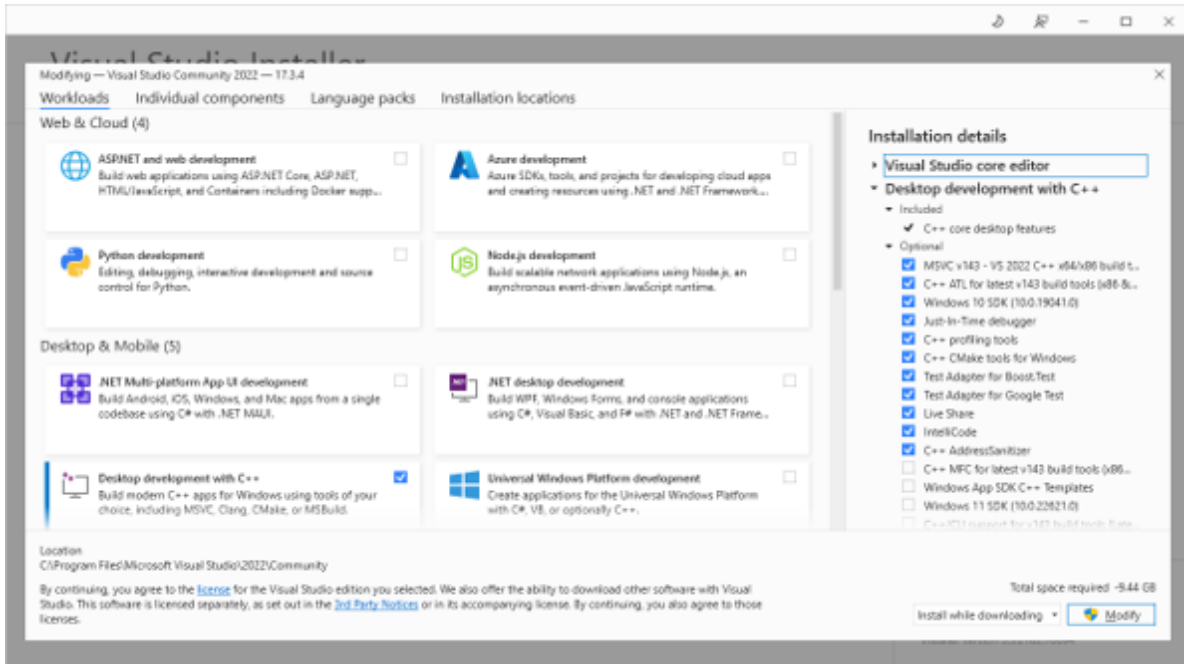 Visual Studio Installer
Modifying — Visual Studio Community 2022 — 17.3.4
Workloads Individual components Language packs Installation locations
Web & Cloud (4)
ASP.NET and web development
Build web applications using ASP.NET Core, ASP.NET,
HTML/JavaScript, and Containers including Docker supp...
Azure development
Azure SDKs, tools, and projects for developing cloud apps
and creating resources using .NET and .NET Framework....
Python development
Editing, debugging, interactive development and source
control for Python.
Node.js development
Build scalable network applications using Node.js, an
asynchronous event-driven JavaScript runtime.
Desktop & Mobile (5)
.NET Multi-platform App UI development
Build Android, iOS, Windows, and Mac apps from a single
codebase using C# with .NET MAUI.
.NET desktop development
Build WPF, Windows Forms, and console applications
using C#, Visual Basic, and F# with .NET and .NET Frame...
Desktop development with C++
Build modern C++ apps for Windows using tools of your
choice, including MSVC, Clang, CMake, or MSBuild.
Universal Windows Platform development
Create applications for the Universal Windows Platform
with C#, VB, or optionally C++.
Installation details
Visual Studio core editor
Desktop development with C++
Included
C++ core desktop features
Optional
MSVC v143 - VS 2022 C++ x64/x86 build t...
C++ ATL for latest v143 build tools (x86 &...
Windows 10 SDK (10.0.19041.0)
Just-In-Time debugger
C++ profiling tools
C++ CMake tools for Windows
Test Adapter for Boost.Test
Test Adapter for Google Test
Live Share
IntelliCode
C++ AddressSanitizer
C++ MFC for latest v143 build tools (x86...
Windows App SDK C++ Templates
Windows 11 SDK (10.0.22621.0)
Location
C:\Program Files\Microsoft Visual Studio\2022\Community
By continuing, you agree to the license for the Visual Studio edition you selected. We also offer the ability to download other software with Visual
Studio. This software is licensed separately, as set out in the 3rd Party Notices or in its accompanying license. By continuing, you also agree to those
licenses.
Total space required -9.44 GB
Install while downloading
Modify